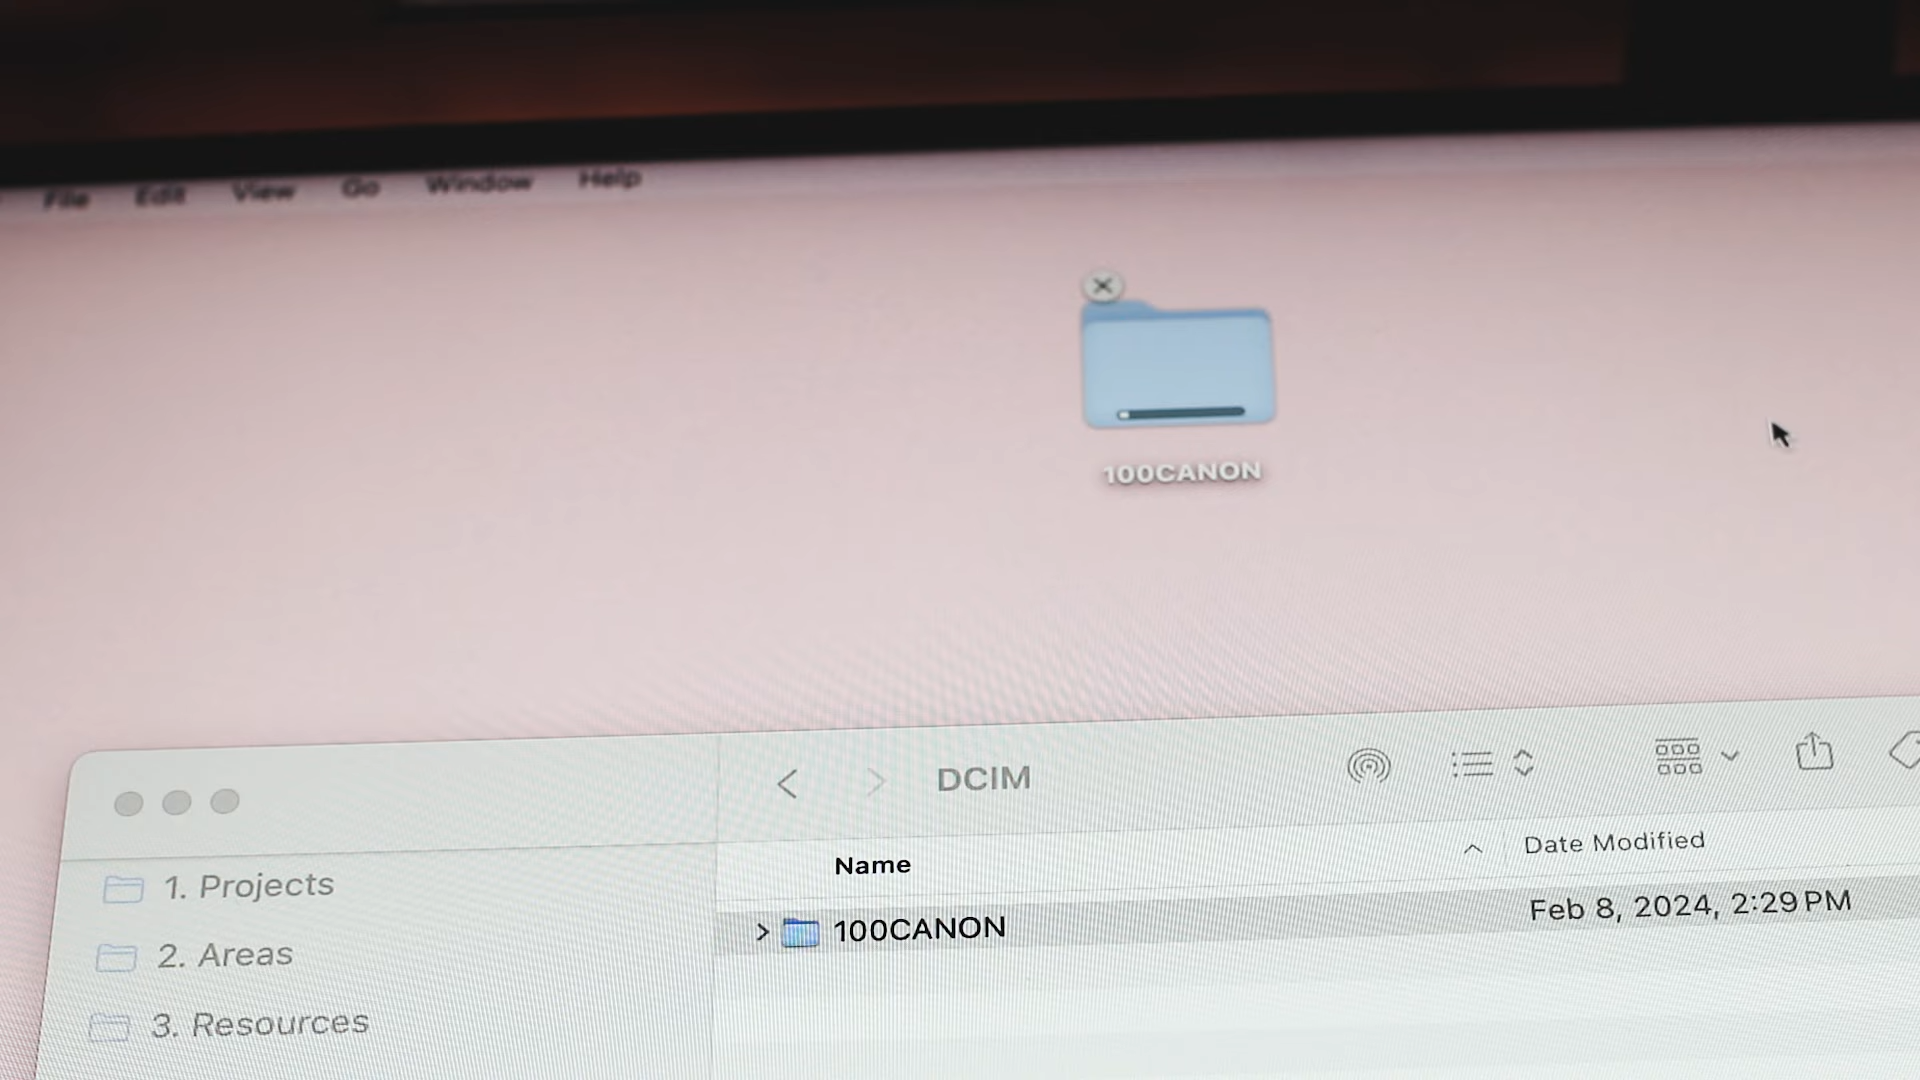 File Edit View Go Window Help
100CANON
DCIM
Name Date Modified
100CANON Feb 8, 2024, 2:29 PM
1. Projects
2. Areas
3. Resources